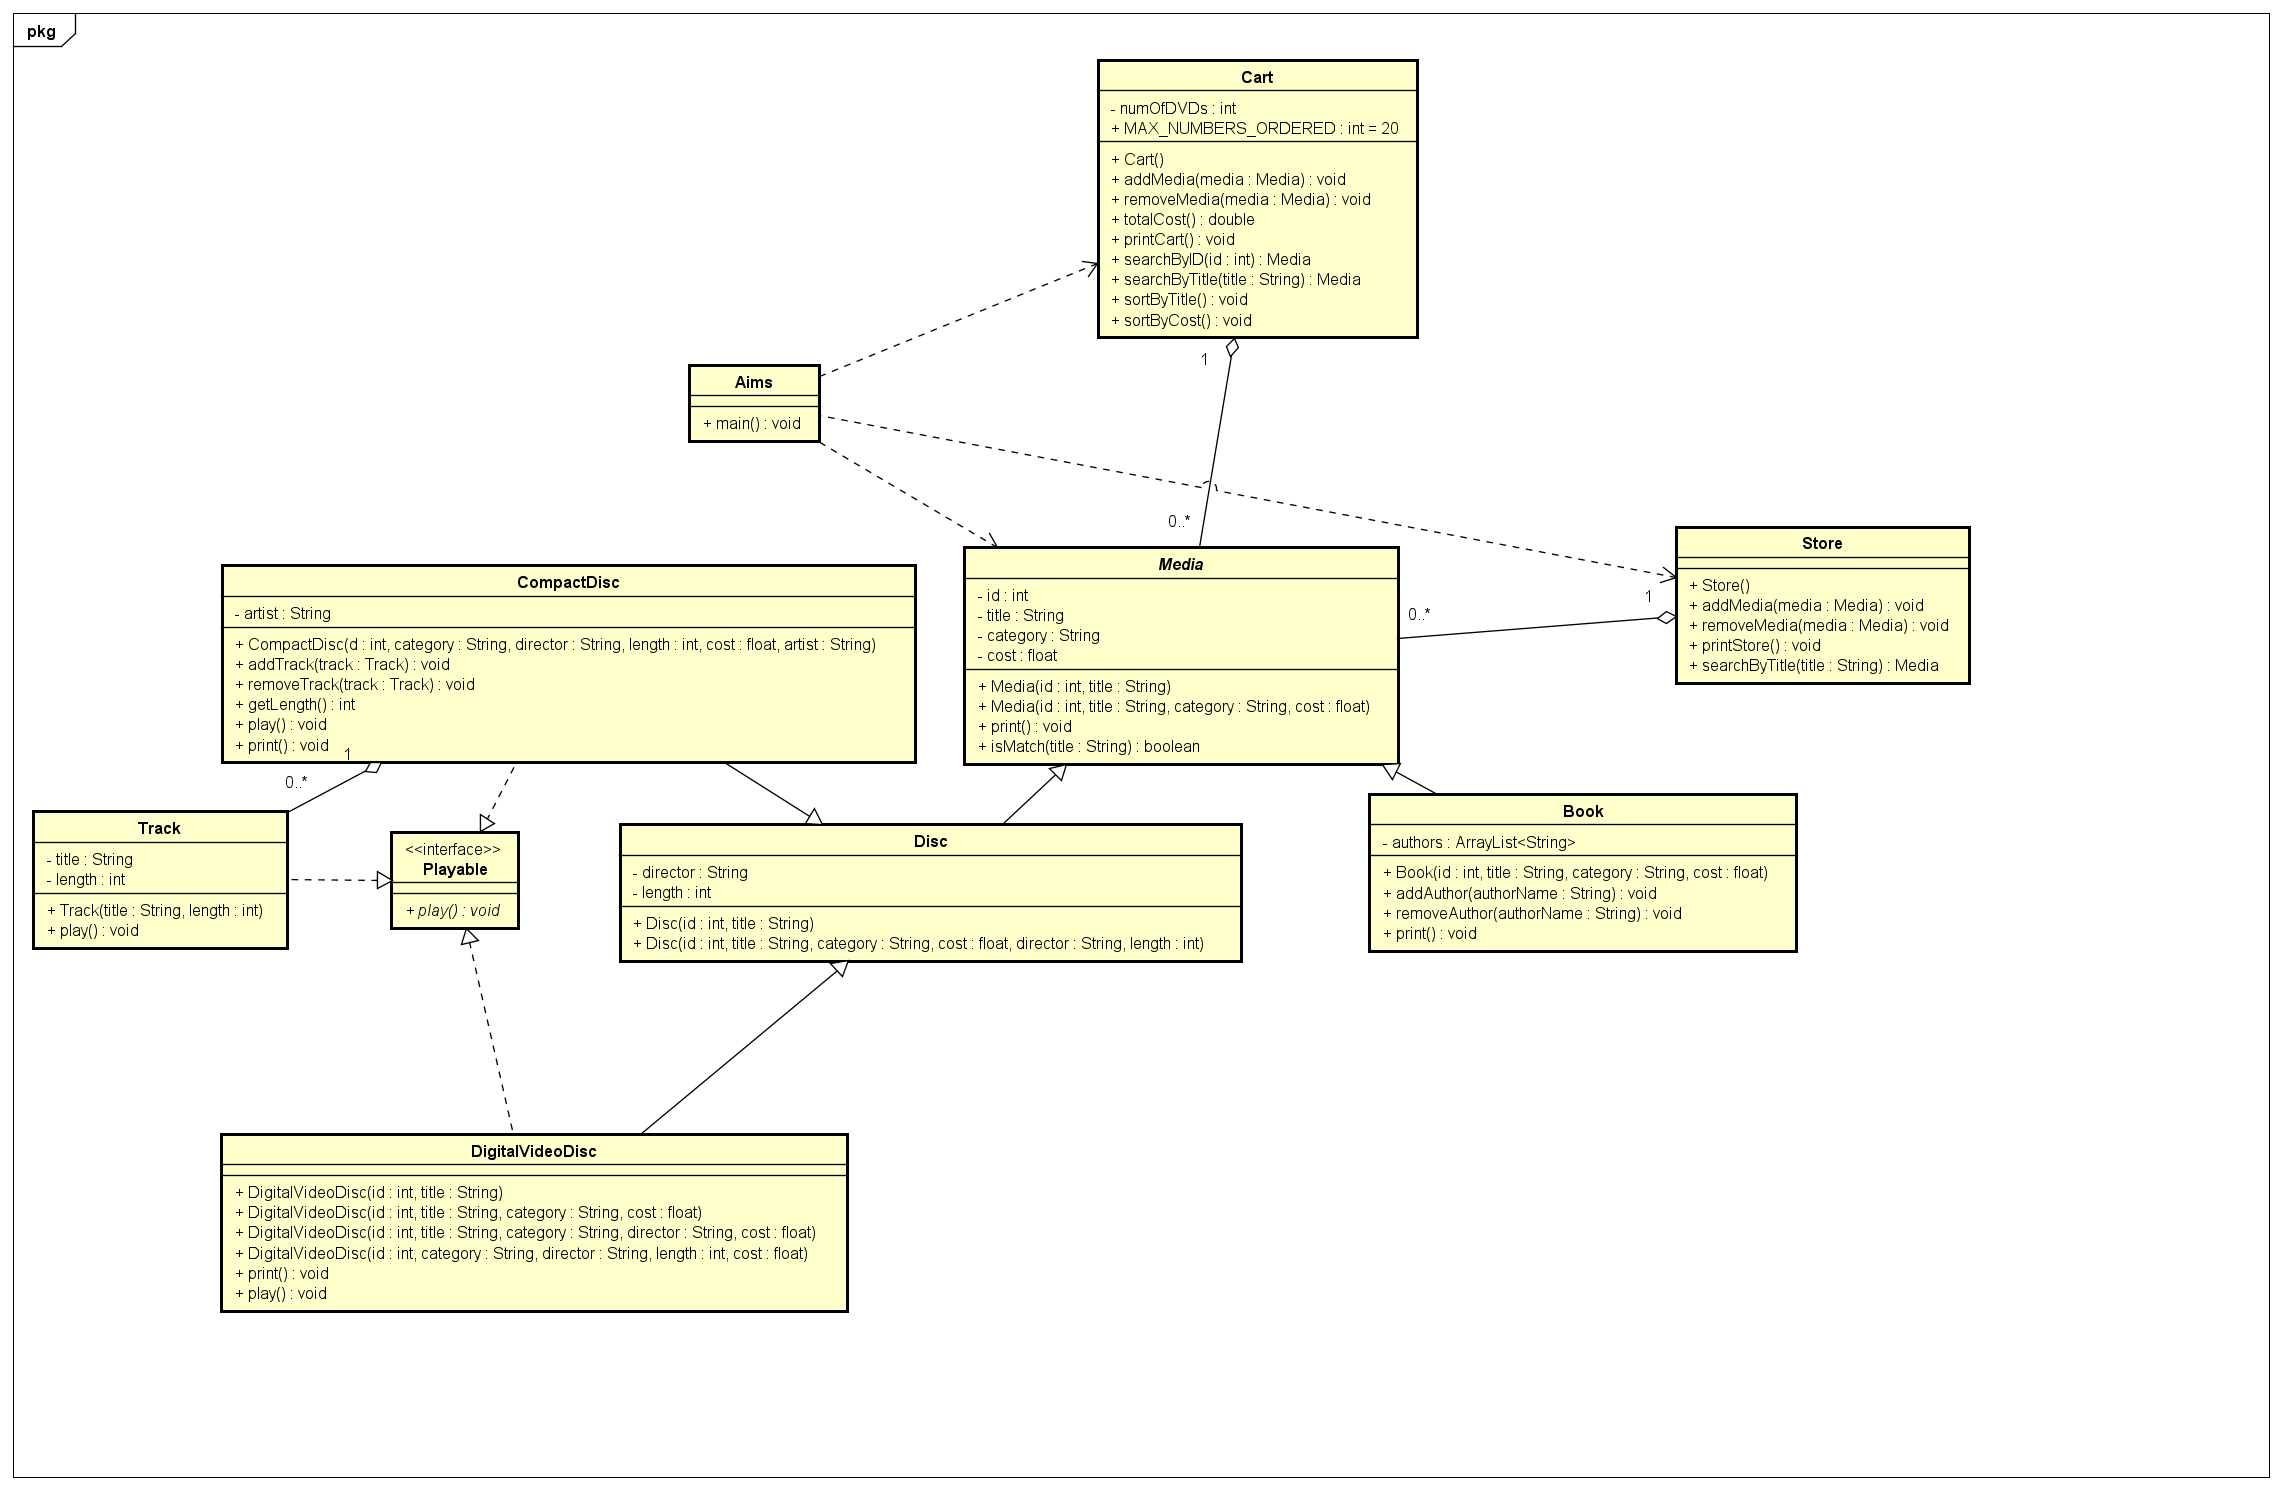 pkg
Cart
- numOfDVDs : int
+ MAX_NUMBERS_ORDERED : int = 20
+ Cart()
+ addMedia(media : Media) : void
+ removeMedia(media : Media) : void
+ totalCost() : double
+ printCart() : void
+ searchByID(id : int) : Media
+ searchByTitle(title : String) : Media
+ sortByTitle() : void
+ sortByCost() : void
1
0..*
Aims
+ main() : void
Media
- id : int
- title : String
- category : String
- cost : float
+ Media(id : int, title : String)
+ Media(id : int, title : String, category : String, cost : float)
+ print() : void
+ isMatch(title : String) : boolean
0..*
1
Store
+ Store()
+ addMedia(media : Media) : void
+ removeMedia(media : Media) : void
+ printStore() : void
+ searchByTitle(title : String) : Media
CompactDisc
- artist : String
+ CompactDisc(d : int, category : String, director : String, length : int, cost : float, artist : String)
+ addTrack(track : Track) : void
+ removeTrack(track : Track) : void
+ getLength() : int
+ play() : void
+ print() : void
1
0..*
Track
- title : String
- length : int
+ Track(title : String, length : int)
+ play() : void
<<interface>>
Playable
+ play() : void
Disc
- director : String
- length : int
+ Disc(id : int, title : String)
+ Disc(id : int, title : String, category : String, cost : float, director : String, length : int)
Book
- authors : ArrayList<String>
+ Book(id : int, title : String, category : String, cost : float)
+ addAuthor(authorName : String) : void
+ removeAuthor(authorName : String) : void
+ print() : void
DigitalVideoDisc
+ DigitalVideoDisc(id : int, title : String)
+ DigitalVideoDisc(id : int, title : String, category : String, cost : float)
+ DigitalVideoDisc(id : int, title : String, category : String, director : String, cost : float)
+ DigitalVideoDisc(id : int, category : String, director : String, length : int, cost : float)
+ print() : void
+ play() : void